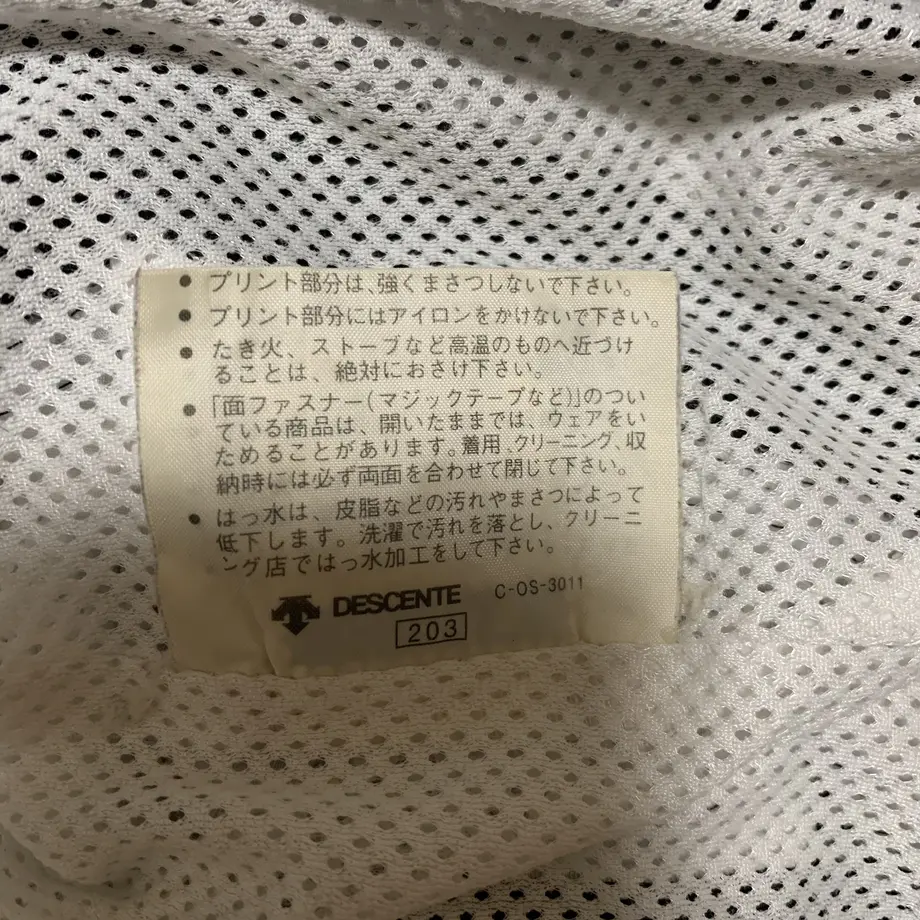 ● プリント部分は、強くまさつしないで下さい。
● プリント部分にはアイロンをかけないで下さい。
● たき火、ストーブなど高温のものへ近づけ
ることは、絶対におさけ下さい。
● 「面ファスナー(マジックテープなど)」のつい
ている商品は、開いたままでは、ウェアをい
ためることがあります。着用、クリーニング、収
納時には必ず両面を合わせて閉じて下さい。
● はっ水は、皮脂などの汚れやまさつによって
低下します。洗濯で汚れを落とし、クリーニ
ング店ではっ水加工をして下さい。
DESCENTE C-OS-3011
203